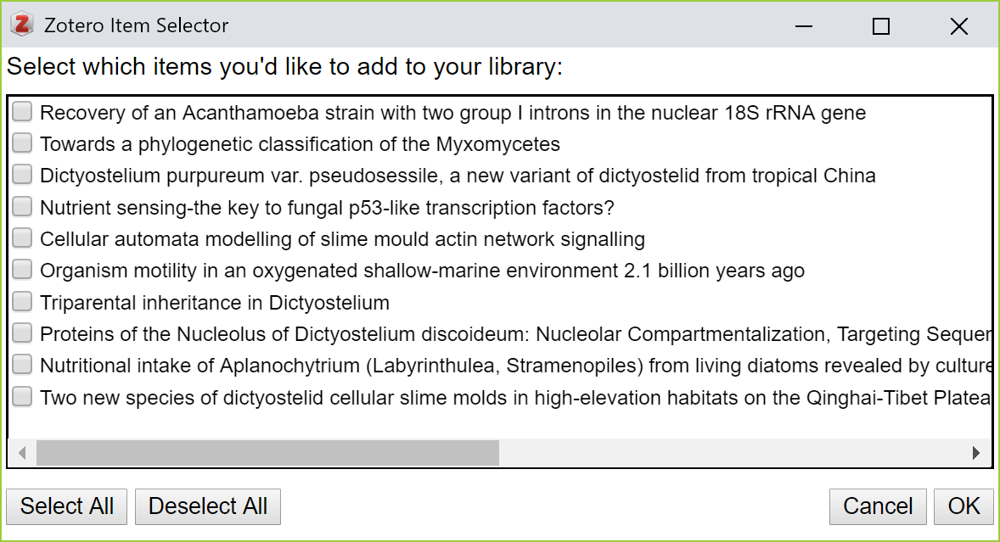 Zotero Item Selector
Select which items you'd like to add to your library:
Recovery of an Acanthamoeba strain with two group I introns in the nuclear 18S rRNA gene
Towards a phylogenetic classification of the Myxomycetes
Dictyostelium purpureum var. pseudosessile, a new variant of dictyostelid from tropical China
Nutrient sensing-the key to fungal p53-like transcription factors?
Cellular automata modelling of slime mould actin network signalling
Organism motility in an oxygenated shallow-marine environment 2.1 billion years ago
Triparental inheritance in Dictyostelium
Proteins of the Nucleolus of Dictyostelium discoideum: Nucleolar Compartmentalization, Targeting Sequer
Nutritional intake of Aplanochytrium (Labyrinthulea, Stramenopiles) from living diatoms revealed by culture
Two new species of dictyostelid cellular slime molds in high-elevation habitats on the Qinghai-Tibet Platea
Select All Deselect All Cancel OK